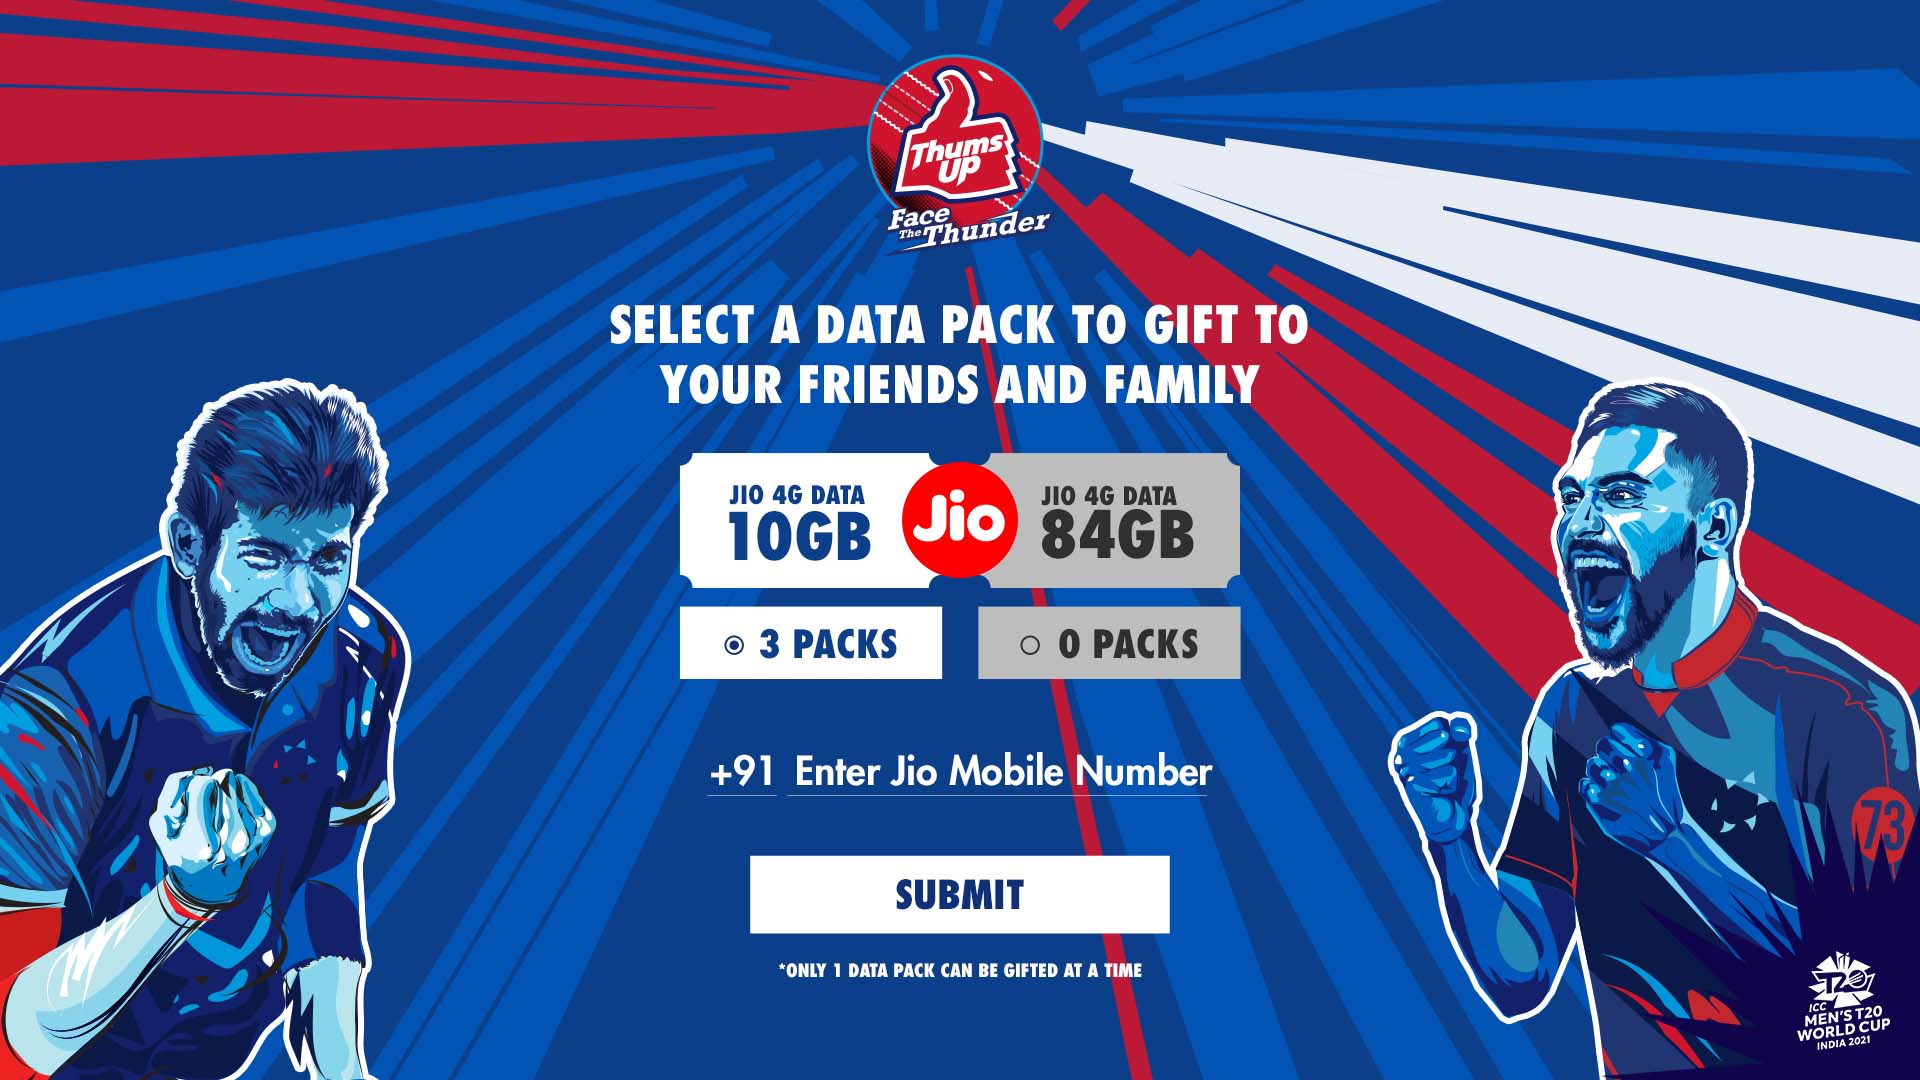 Thums
UP
Face
The Thunder
SELECT A DATA PACK TO GIFT TO
YOUR FRIENDS AND FAMILY
JIO 4G DATA
10GB
Jio
JIO 4G DATA
84GB
3 PACKS
0 PACKS
+91 Enter Jio Mobile Number
SUBMIT
*ONLY 1 DATA PACK CAN BE GIFTED AT A TIME
73
T20
ICC
MEN'S T20
WORLD CUP
INDIA 2021